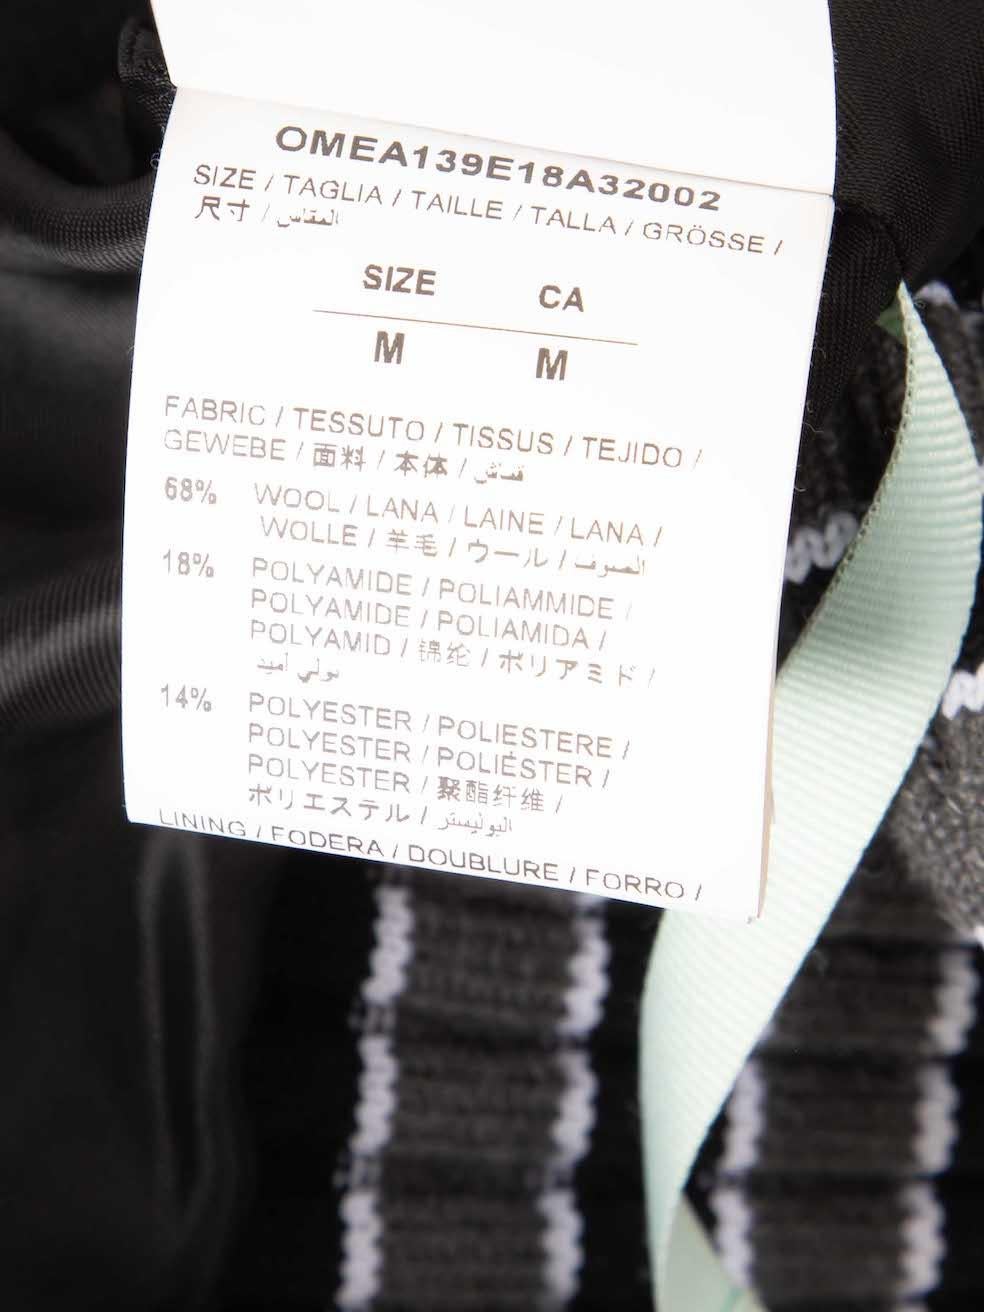 OMEA139E18A32002
SIZE / TAGLIA / TAILLE / TALLA / GRÖSSE /
尺寸 / المقاس
SIZE CA
M M
FABRIC / TESSUTO / TISSUS / TEJIDO /
GEWEBE / 面料 / 本体 / قماش
68% WOOL / LANA / LAINE / LANA /
WOLLE / 羊毛 / ウール / الصوف
18% POLYAMIDE / POLIAMMIDE /
POLYAMIDE / POLIAMIDA /
POLYAMID / 锦纶 / ポリアミド /
بولي أميد
14% POLYESTER / POLIESTERE /
POLYESTER / POLIÉSTER /
POLYESTER / 聚酯纤维 /
ポリエステル / البوليستر
LINING / FODERA / DOUBLURE / FORRO /